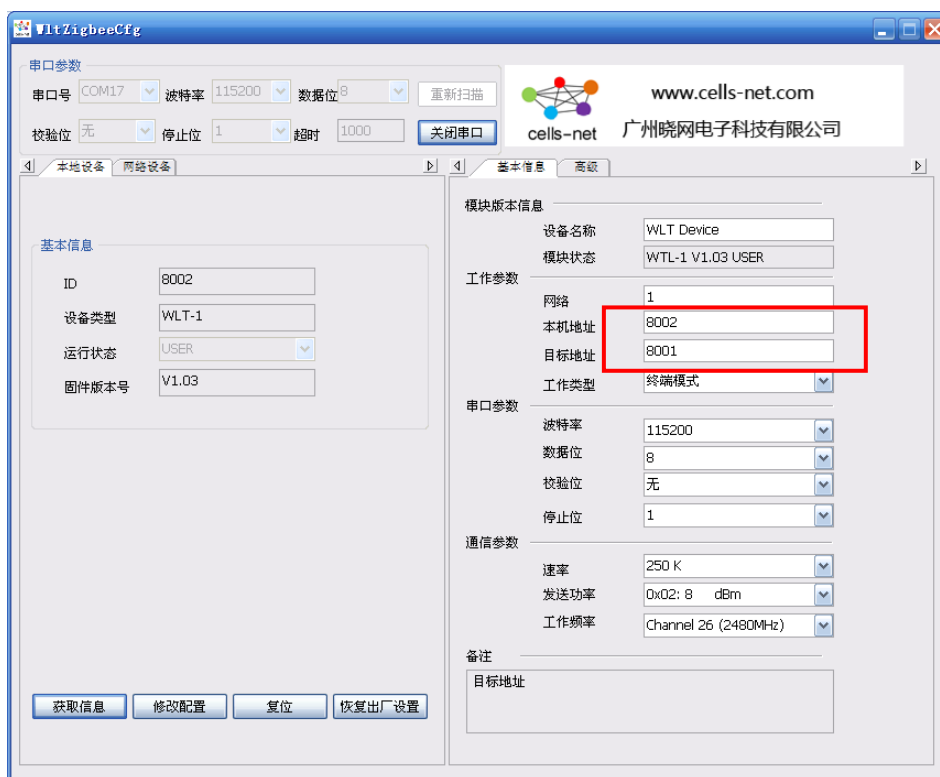 WltZigbeeCfg
串口参数
串口号 COM17 波特率 115200 数据位 8 重新扫描
校验位 无 停止位 1 超时 1000 关闭串口
cells-net
www.cells-net.com
广州晓网电子科技有限公司
本地设备 网络设备
基本信息
ID 8002
设备类型 WLT-1
运行状态 USER
固件版本号 V1.03
获取信息 修改配置 复位 恢复出厂设置
基本信息 高级
模块版本信息
设备名称 WLT Device
模块状态 WTL-1 V1.03 USER
工作参数
网络 1
本机地址 8002
目标地址 8001
工作类型 终端模式
串口参数
波特率 115200
数据位 8
校验位 无
停止位 1
通信参数
速率 250 K
发送功率 0x02: 8 dBm
工作频率 Channel 26 (2480MHz)
备注
目标地址